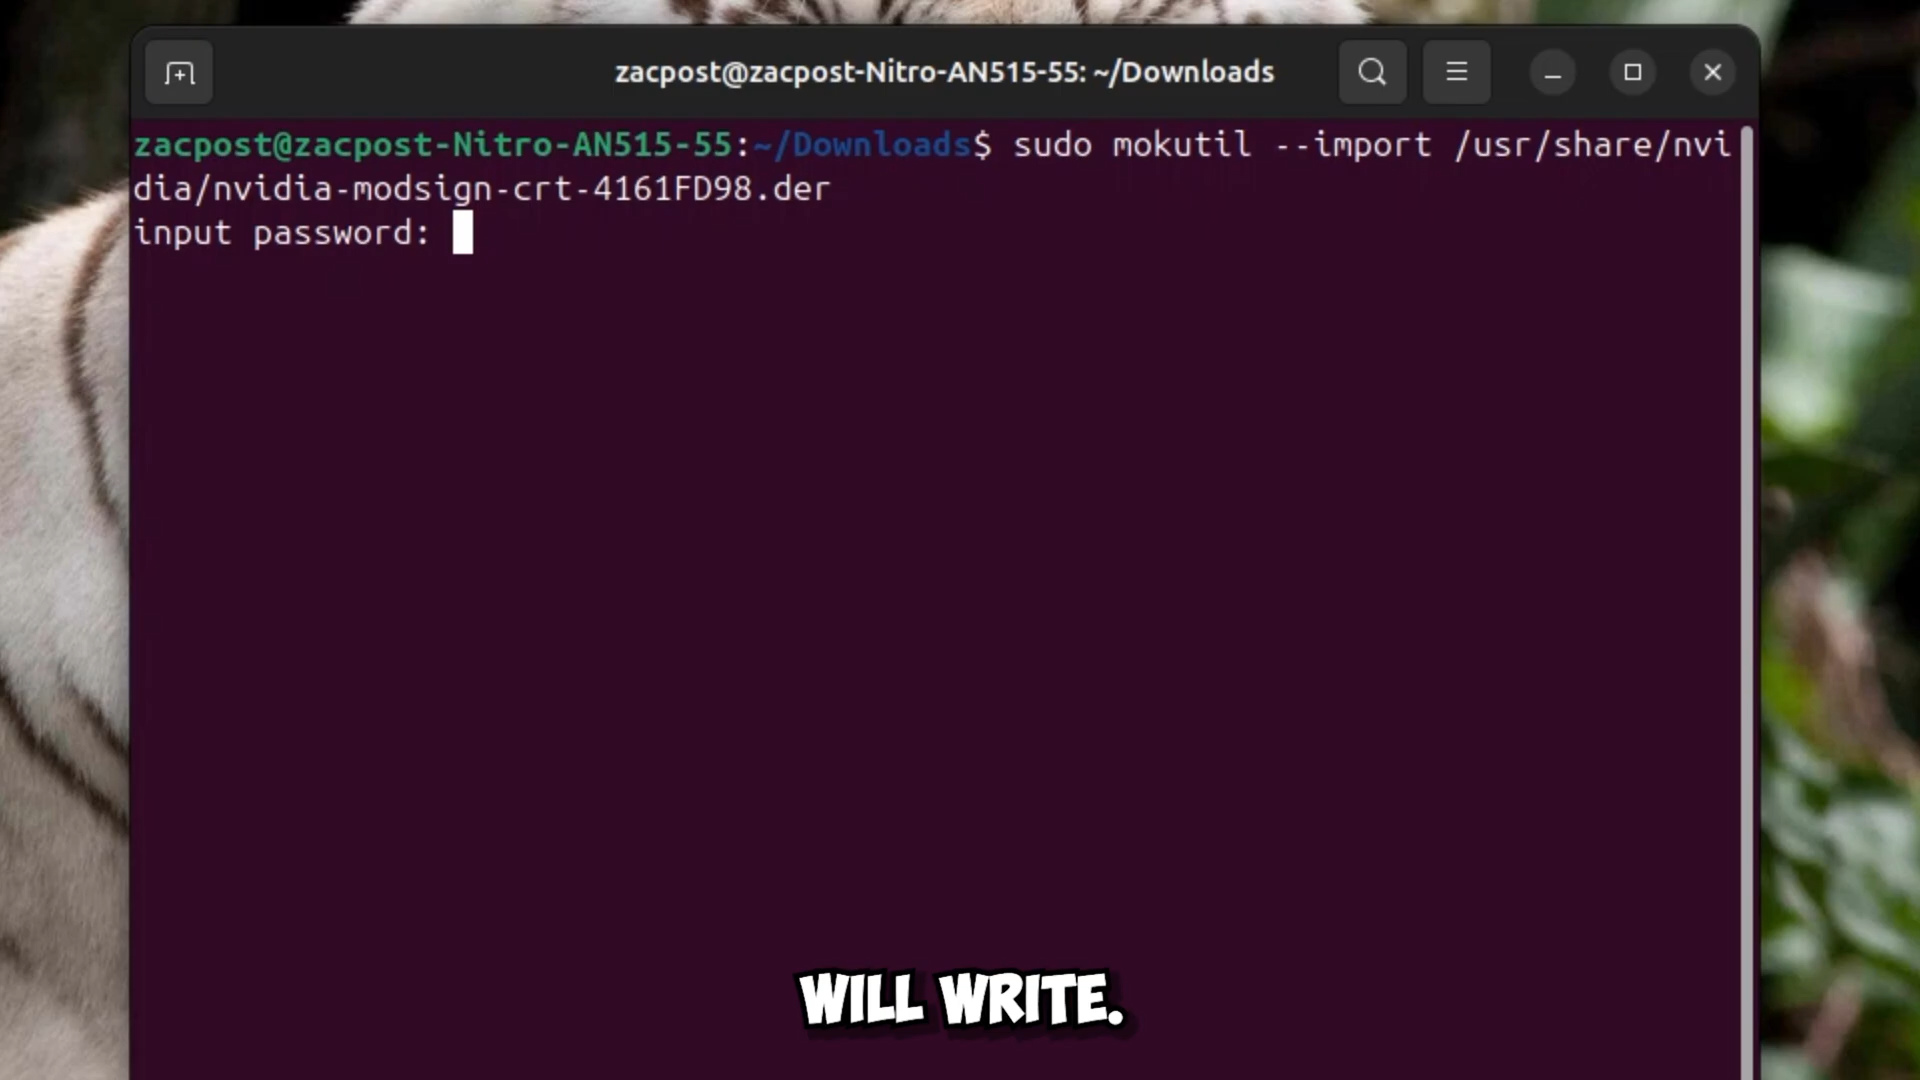 zacpost@zacpost-Nitro-AN515-55: ~/Downloads
zacpost@zacpost-Nitro-AN515-55:~/Downloads$ sudo mokutil --import /usr/share/nvi
dia/nvidia-modsign-crt-4161FD98.der
input password:
WILL WRITE.